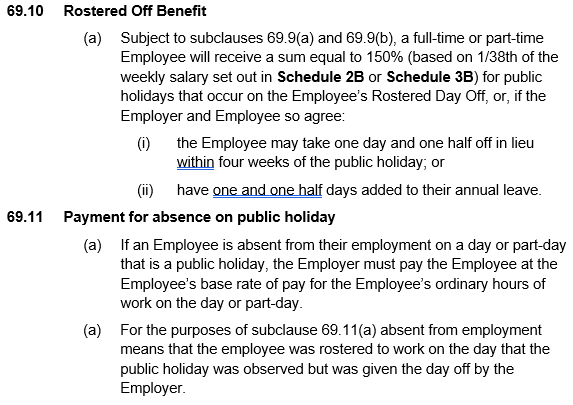 69.10 Rostered Off Benefit
(a) Subject to subclauses 69.9(a) and 69.9(b), a full-time or part-time
Employee will receive a sum equal to 150% (based on 1/38th of the
weekly salary set out in Schedule 2B or Schedule 3B) for public
holidays that occur on the Employee's Rostered Day Off, or, if the
Employer and Employee so agree:
(i) the Employee may take one day and one half off in lieu
within four weeks of the public holiday; or
(ii) have one and one half days added to their annual leave.
69.11 Payment for absence on public holiday
(a) If an Employee is absent from their employment on a day or part-day
that is a public holiday, the Employer must pay the Employee at the
Employee's base rate of pay for the Employee's ordinary hours of
work on the day or part-day.
(a) For the purposes of subclause 69.11(a) absent from employment
means that the employee was rostered to work on the day that the
public holiday was observed but was given the day off by the
Employer.